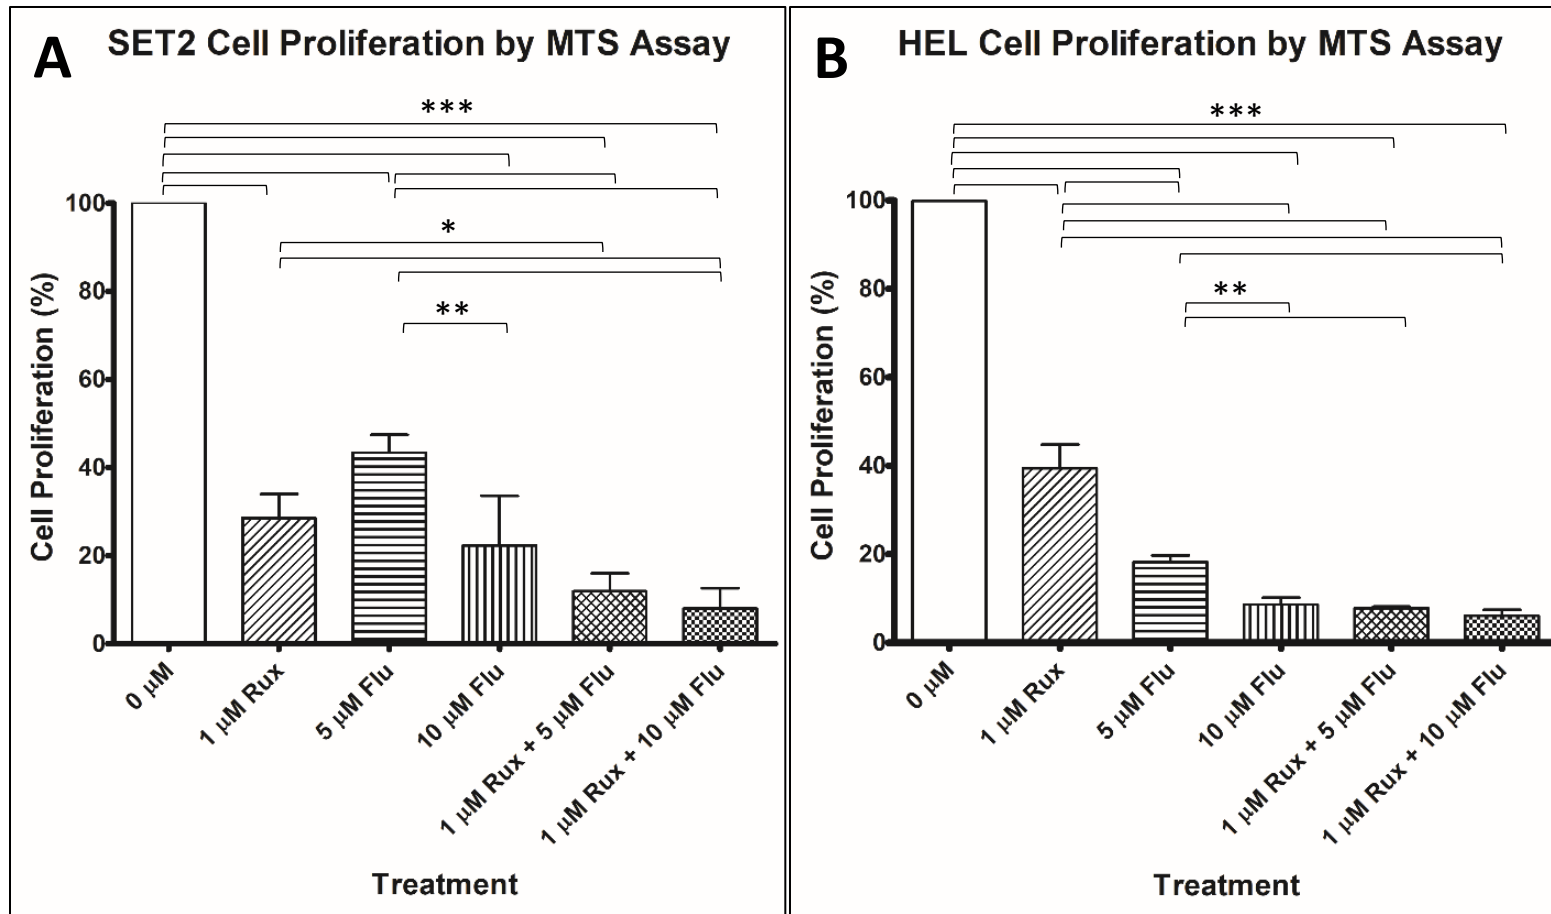 A
SET2 Cell Proliferation by MTS Assay
***
*
**
Cell Proliferation (%)
100
80
60
40
20
0
0 µM
1 µM Rux
5 µM Flu
10 µM Flu
1 µM Rux + 5 µM Flu
1 µM Rux + 10 µM Flu
Treatment
B
HEL Cell Proliferation by MTS Assay
***
**
Cell Proliferation (%)
100
80
60
40
20
0
0 µM
1 µM Rux
5 µM Flu
10 µM Flu
1 µM Rux + 5 µM Flu
1 µM Rux + 10 µM Flu
Treatment